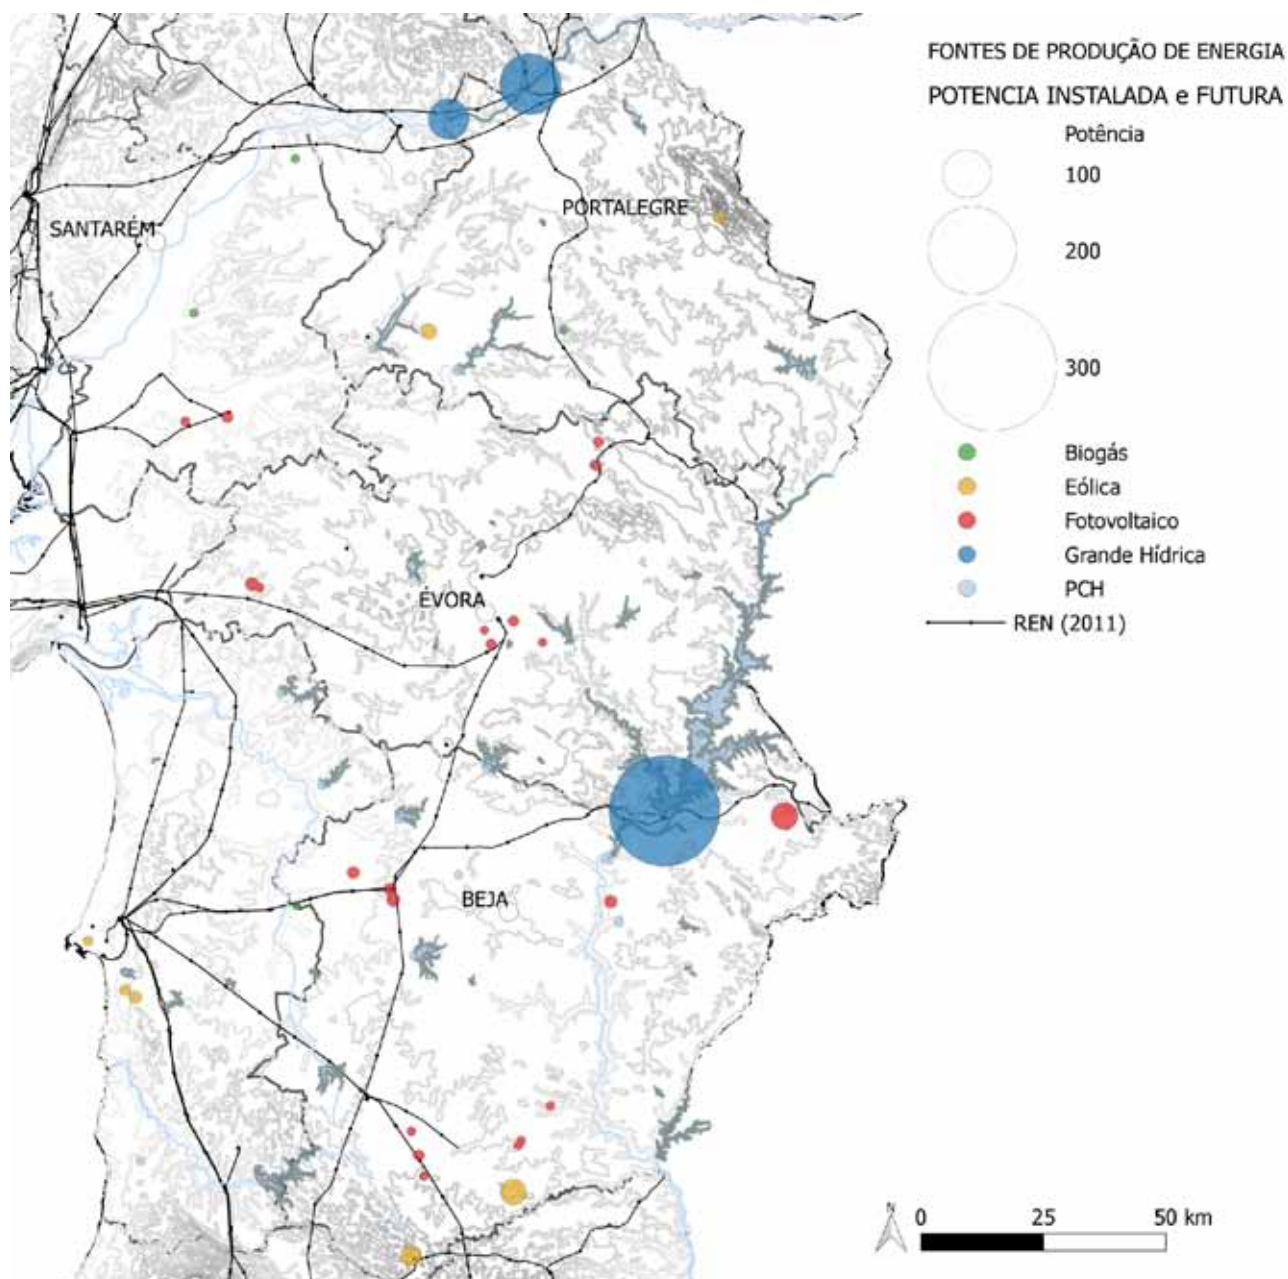 FONTES DE PRODUÇÃO DE ENERGIA
POTENCIA INSTALADA e FUTURA
Potência
100
200
300
Biogás
Eólica
Fotovoltaico
Grande Hídrica
PCH
REN (2011)
SANTARÉM
PORTALEGRE
ÉVORA
BEJA
N
0 25 50 km